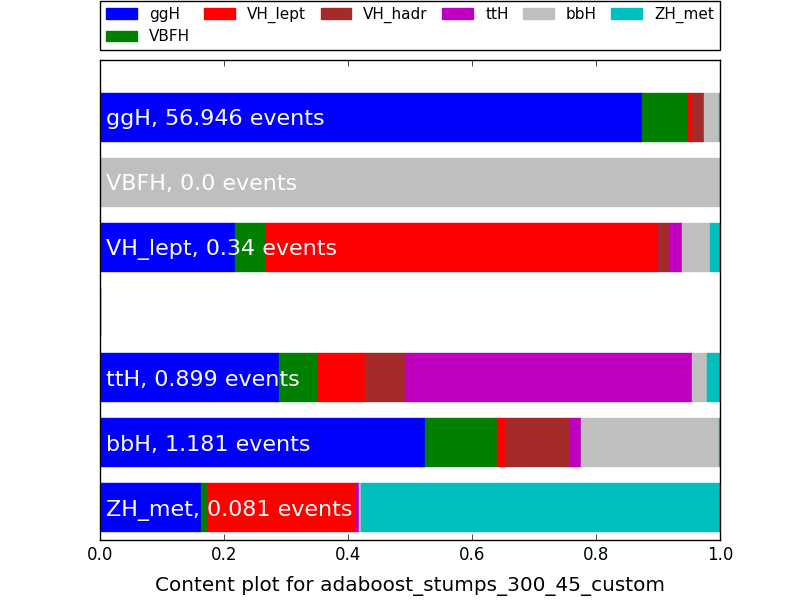 ggH VH_lept VH_hadr ttH bbH ZH_met
VBFH
ggH, 56.946 events
VBFH, 0.0 events
VH_lept, 0.34 events
ttH, 0.899 events
bbH, 1.181 events
ZH_met, 0.081 events
0.0 0.2 0.4 0.6 0.8 1.0
Content plot for adaboost_stumps_300_45_custom